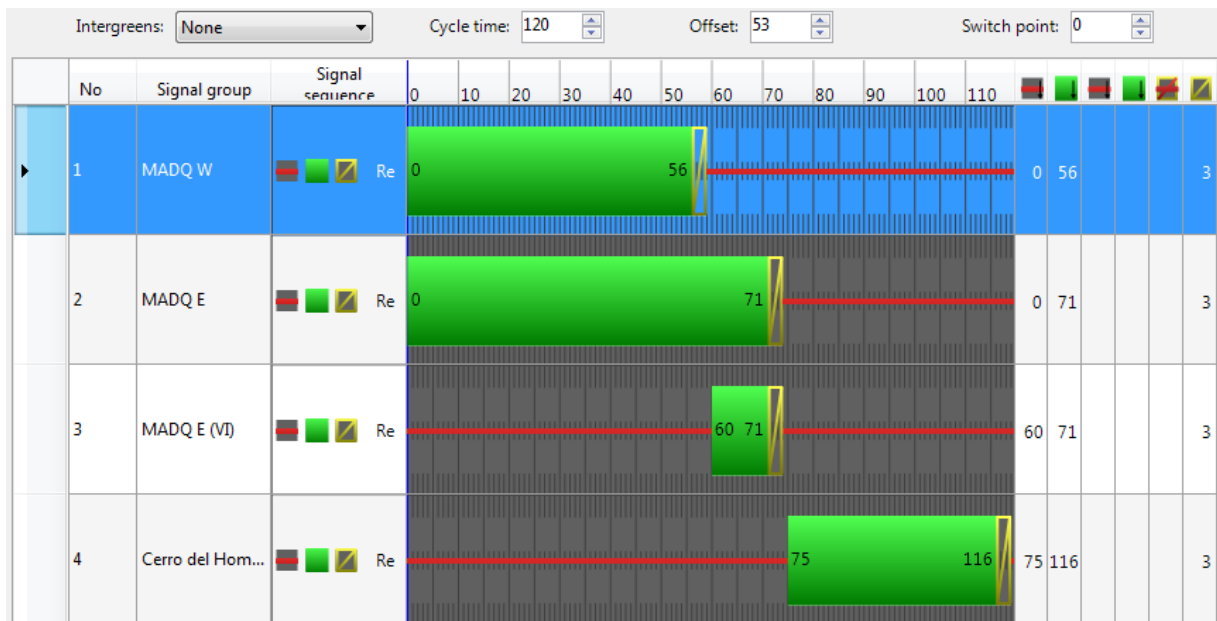 Intergreens: None Cycle time: 120 Offset: 53 Switch point: 0
No Signal group Signal sequence 0 10 20 30 40 50 60 70 80 90 100 110
1 MADQ W Re 0 56 0 56 3
2 MADQ E Re 0 71 0 71 3
3 MADQ E (VI) Re 60 71 60 71 3
4 Cerro del Hom... Re 75 116 75 116 3